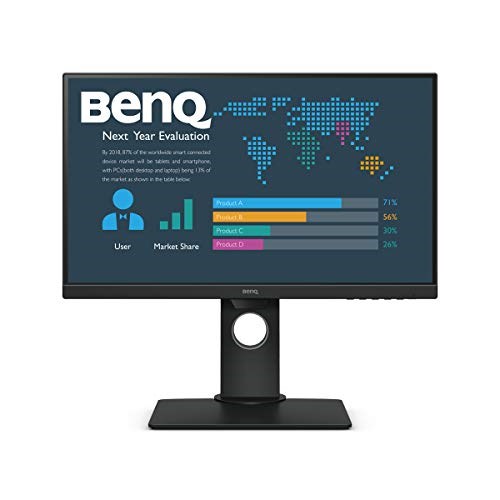 BenQ
Next Year Evaluation
By 2018, 87% of the worldwide smart connected
device market will be tablets and smartphone,
with PCs(both desktop and laptop) being 13% of
the market as shown in the table below:
User
Market Share
Product A 71%
Product B 56%
Product C 30%
Product D 26%
BenQ